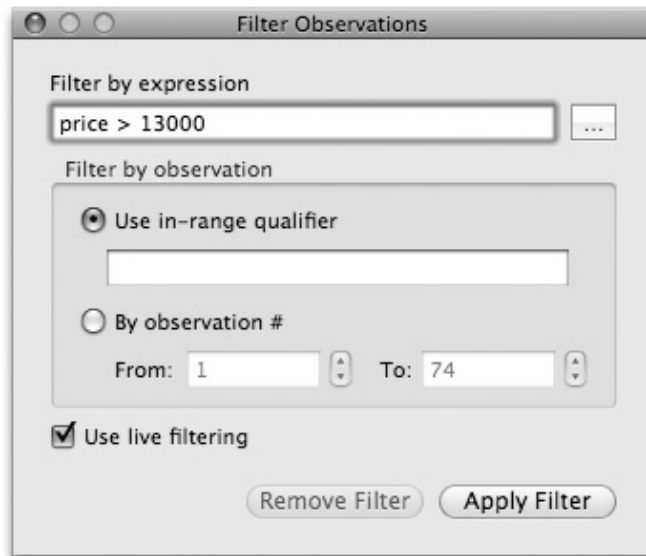 Filter Observations
Filter by expression
price > 13000
...
Filter by observation
Use in-range qualifier
By observation #
From: 1 To: 74
Use live filtering
Remove Filter Apply Filter